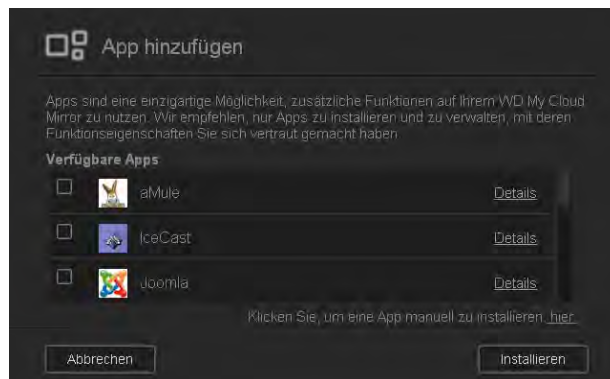 App hinzufügen
Apps sind eine einzigartige Möglichkeit, zusätzliche Funktionen auf Ihrem WD My Cloud
Mirror zu nutzen. Wir empfehlen, nur Apps zu installieren und zu verwalten, mit deren
Funktionseigenschaften Sie sich vertraut gemacht haben
Verfügbare Apps
aMule Details
IceCast Details
Joomla Details
Klicken Sie, um eine App manuell zu installieren, hier.
Abbrechen Installieren